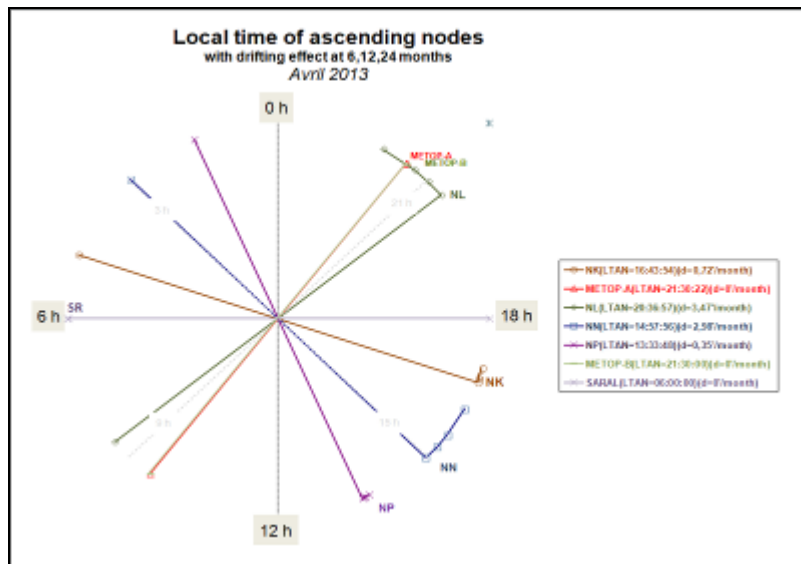 Local time of ascending nodes
with drifting effect at 6,12,24 months
Avril 2013
0 h
METOP-A
METOP-B
3 h
21 h
NL
NK(LTAN=16:43:54)(d=0,72'/month)
METOP-A(LTAN=21:30:22)(d=0'/month)
NL(LTAN=20:36:57)(d=3,47'/month)
NN(LTAN=14:57:56)(d=2,98'/month)
NP(LTAN=13:33:48)(d=0,35'/month)
METOP-B(LTAN=21:30:00)(d=0'/month)
SARAL(LTAN=06:00:00)(d=0'/month)
6 h
SR
18 h
NK
9 h
15 h
NN
NP
12 h